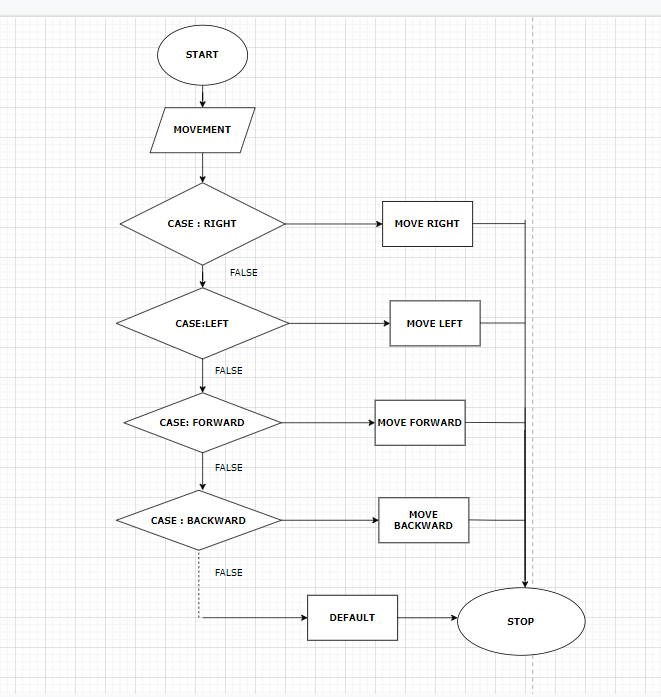 START
MOVEMENT
CASE : RIGHT
MOVE RIGHT
FALSE
CASE:LEFT
MOVE LEFT
FALSE
CASE: FORWARD
MOVE FORWARD
FALSE
CASE : BACKWARD
MOVE
BACKWARD
FALSE
DEFAULT
STOP